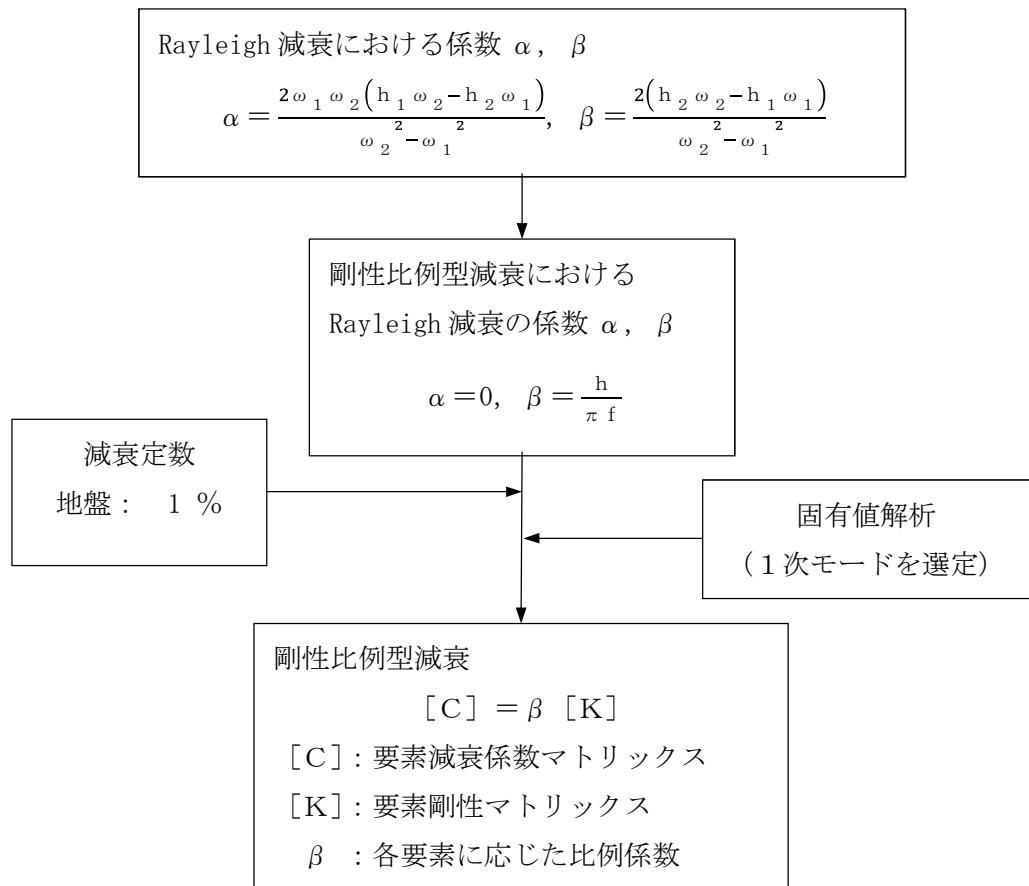 Rayleigh 減衰における係数 α, β
α＝2ω1ω2(h1ω2−h2ω1)/ω2²−ω1², β＝2(h2ω2−h1ω1)/ω2²−ω1²
剛性比例型減衰における
Rayleigh 減衰の係数 α, β
α＝0, β＝h/πf
減衰定数
地盤： 1 %
固有値解析
（１次モードを選定）
剛性比例型減衰
［C］＝β［K］
［C］：要素減衰係数マトリックス
［K］：要素剛性マトリックス
β ：各要素に応じた比例係数